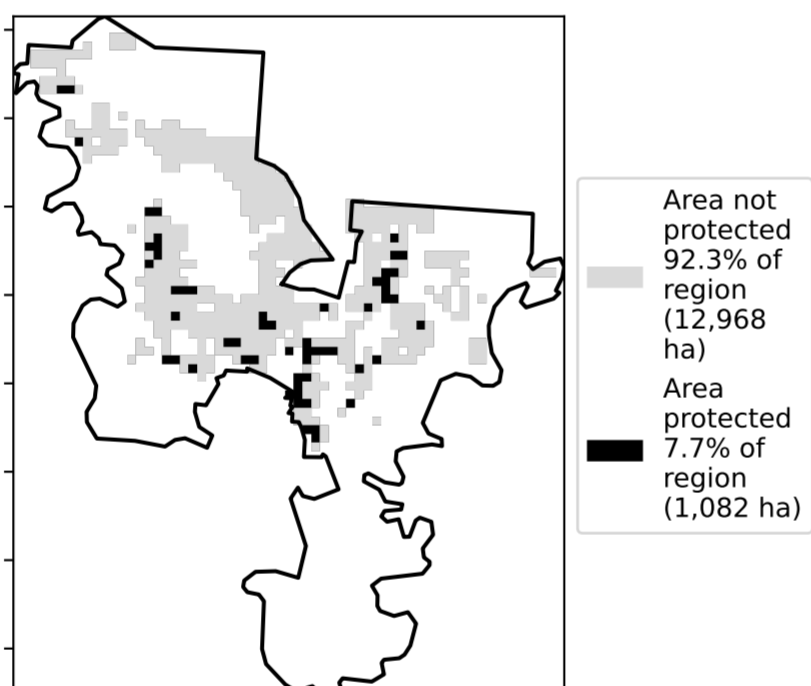 Area not
protected
92.3% of
region
(12,968
ha)
Area
protected
7.7% of
region
(1,082 ha)